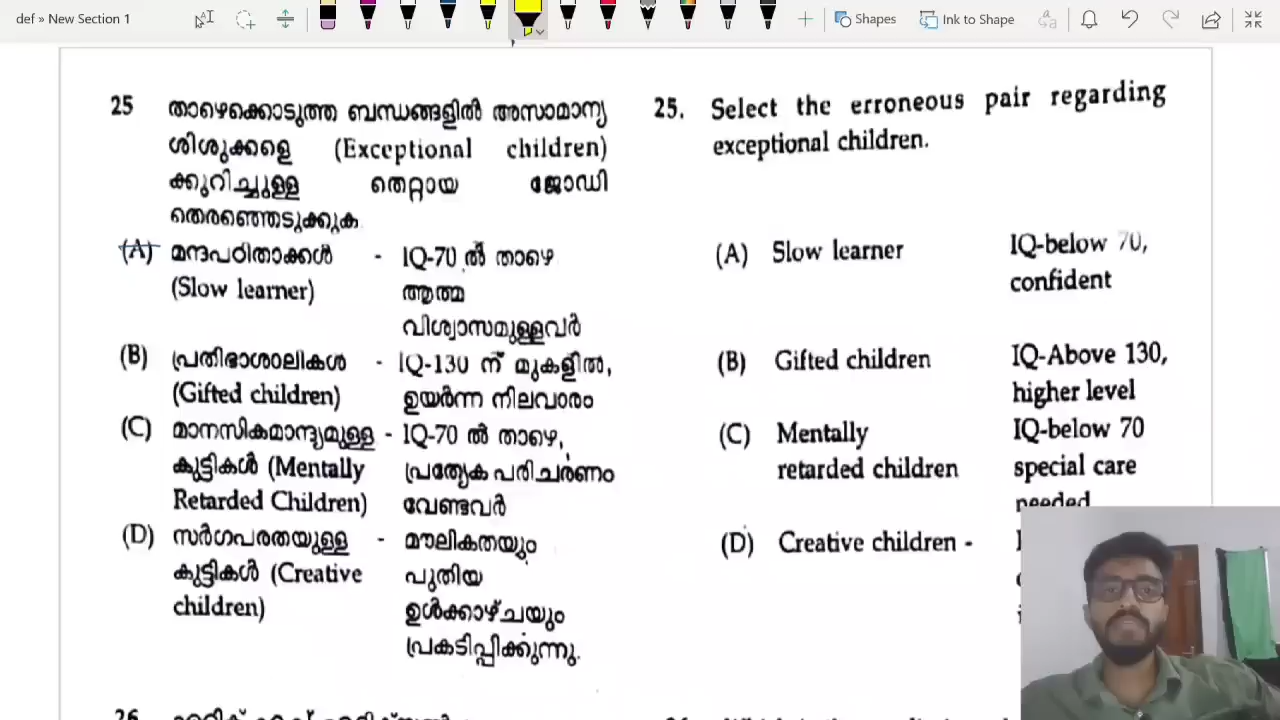 def » New Section 1
Shapes
Ink to Shape
25 താഴെക്കൊടുത്ത ബന്ധങ്ങളിൽ അസാമാന്യ
ശിശുക്കളെ (Exceptional children)
ക്കുറിച്ചുള്ള തെറ്റായ ജോഡി
തെരഞ്ഞെടുക്കുക
(A) മന്ദപഠിതാക്കൾ - IQ-70 ൽ താഴെ
(Slow learner) ആത്മ
വിശ്വാസമുള്ളവർ
(B) പ്രതിഭാശാലികൾ - IQ-130 ന് മുകളിൽ,
(Gifted children) ഉയർന്ന നിലവാരം
(C) മാനസികമാന്ദ്യമുള്ള - IQ-70 ൽ താഴെ,
കുട്ടികൾ (Mentally പ്രത്യേക പരിചരണം
Retarded Children) വേണ്ടവർ
(D) സർഗപരതയുള്ള - മൗലികതയും
കുട്ടികൾ (Creative പുതിയ
children) ഉൾക്കാഴ്ചയും
പ്രകടിപ്പിക്കുന്നു.
25. Select the erroneous pair regarding
exceptional children.
(A) Slow learner IQ-below 70,
confident
(B) Gifted children IQ-Above 130,
higher level
(C) Mentally IQ-below 70
retarded children special care
needed
(D) Creative children -
26